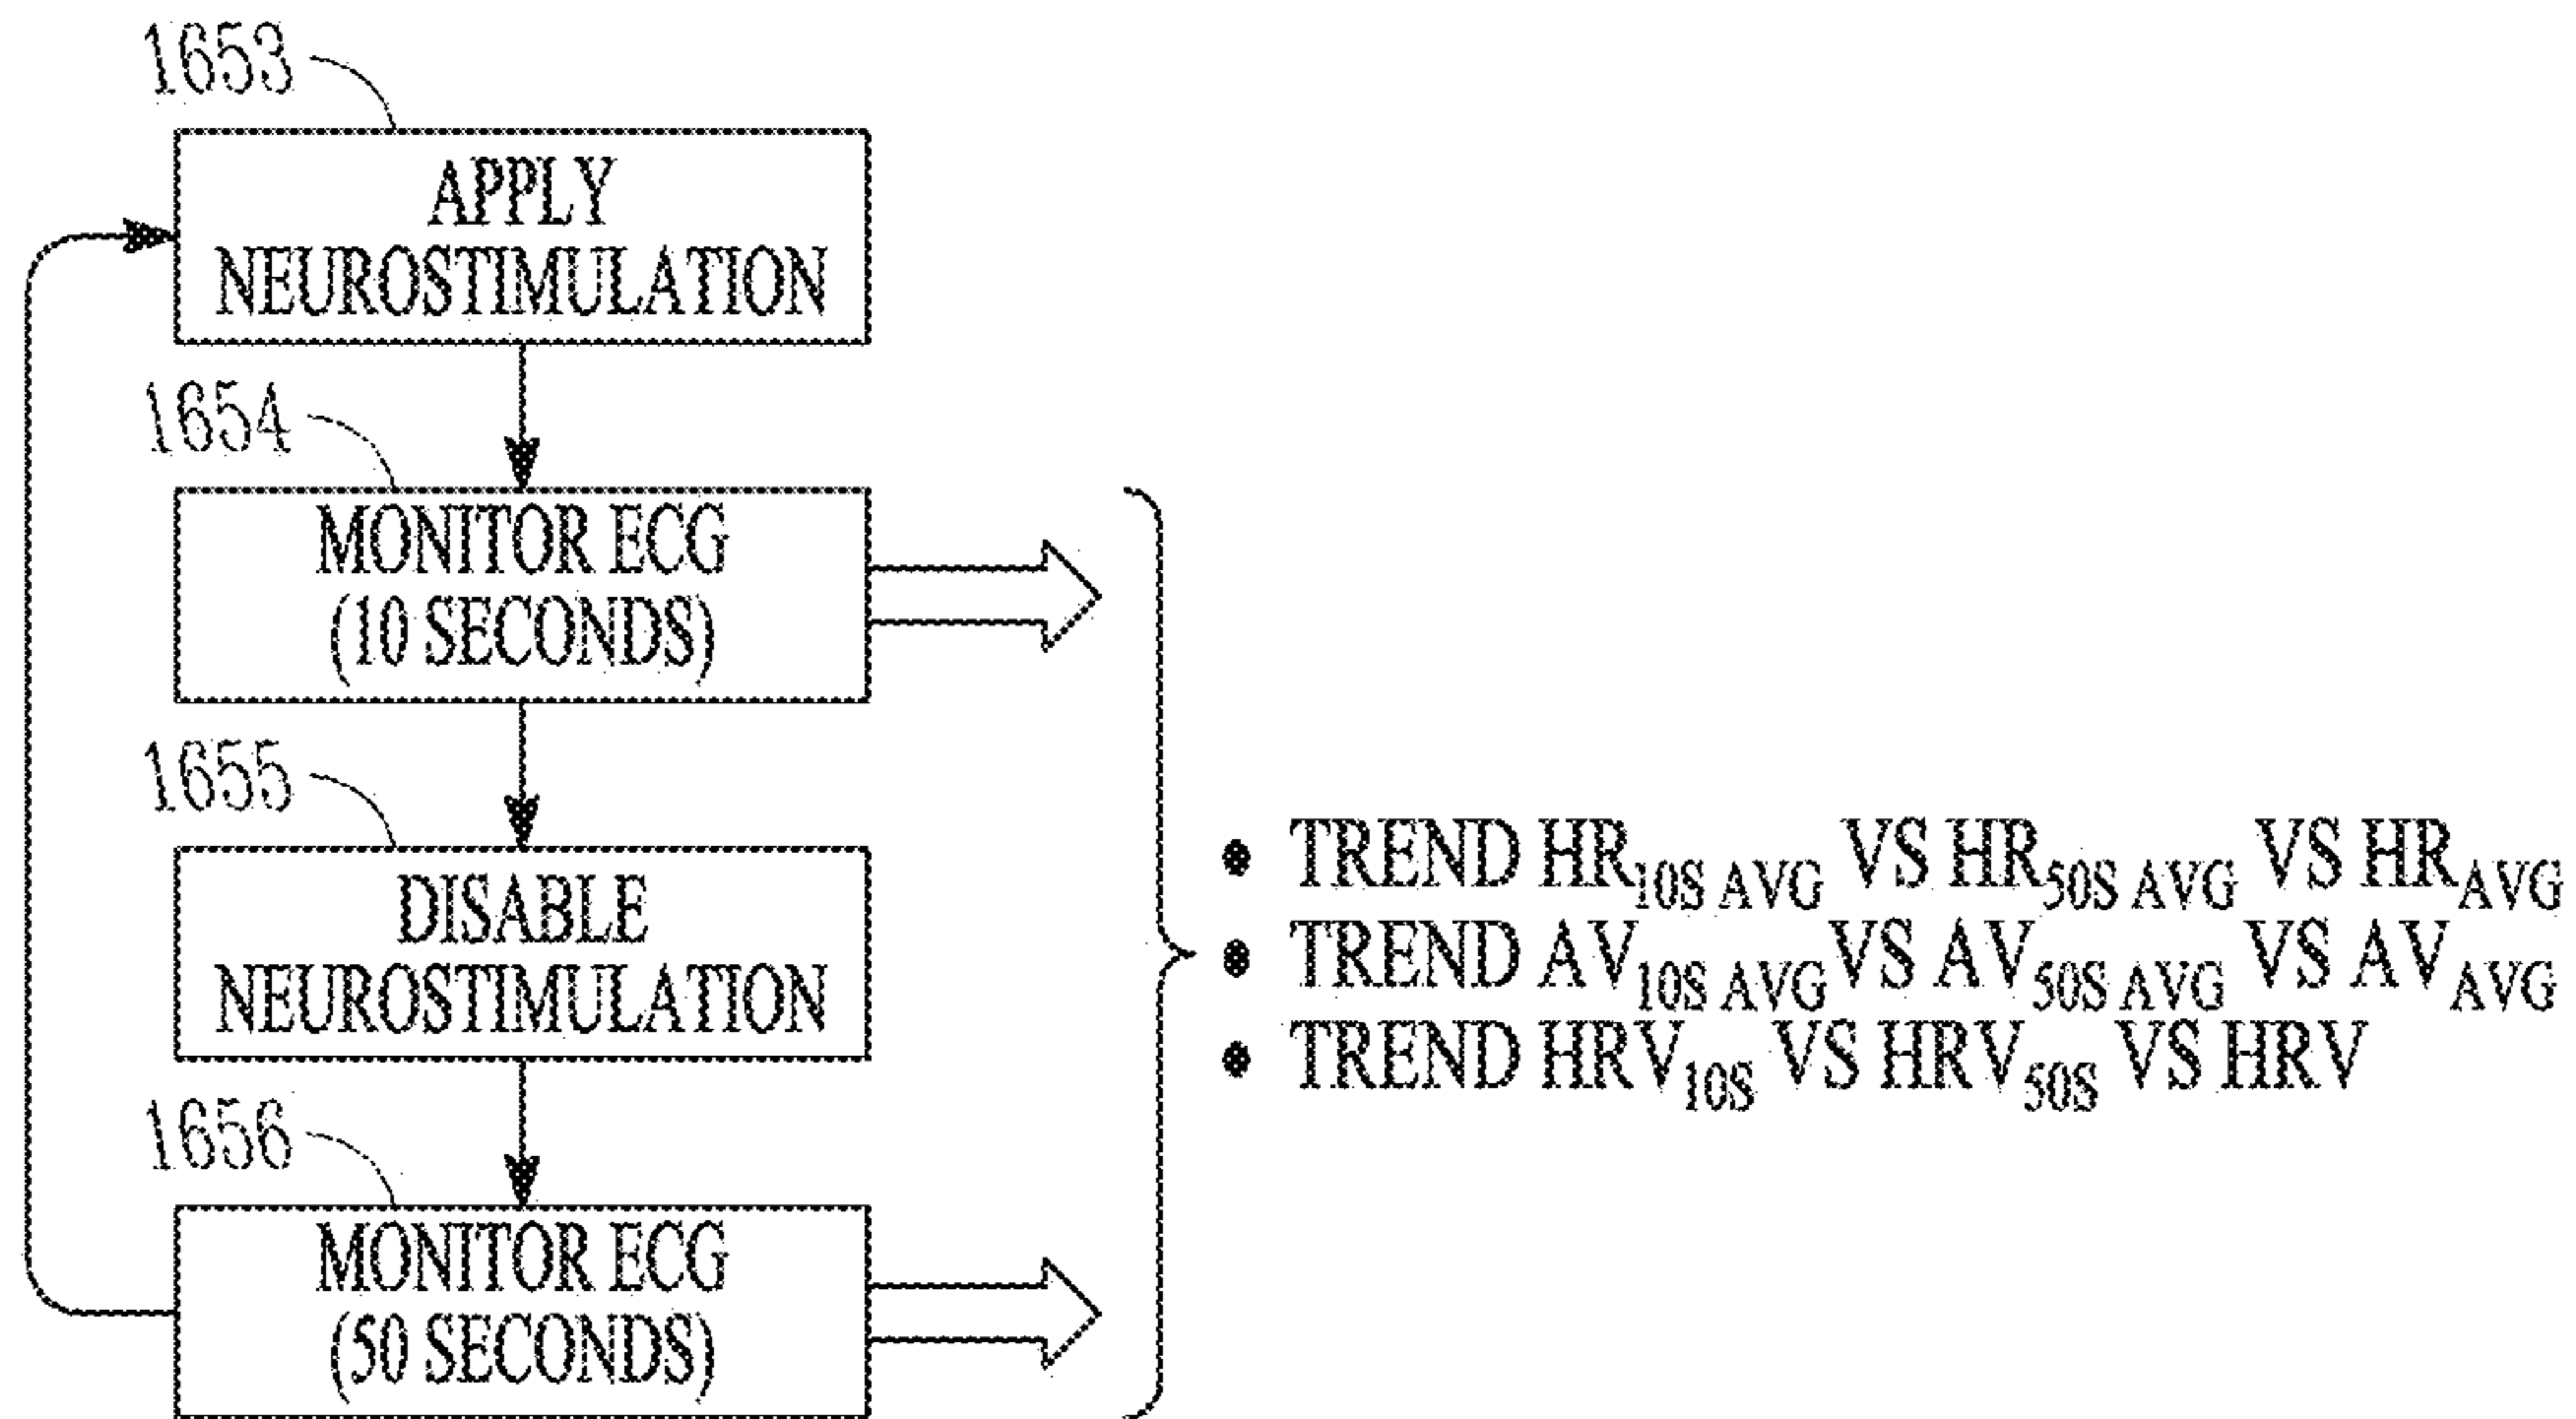 1653
APPLY
NEUROSTIMULATION
1654
MONITOR ECG
(10 SECONDS)
1655
DISABLE
NEUROSTIMULATION
1656
MONITOR ECG
(50 SECONDS)
• TREND HR10S AVG VS HR50S AVG VS HRAVG
• TREND AV10S AVG VS AV50S AVG VS AVAVG
• TREND HRV10S VS HRV50S VS HRV